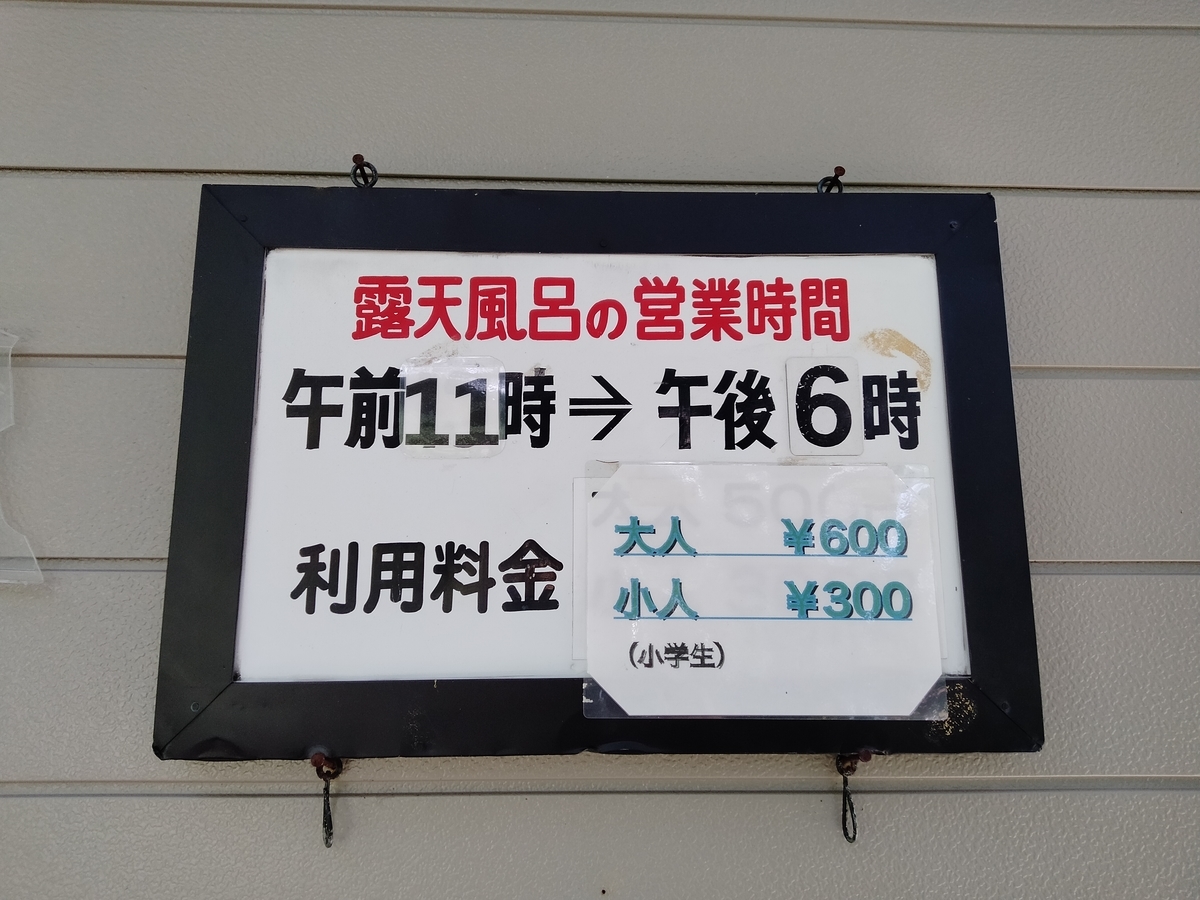 露天風呂の営業時間
午前11時⇒午後6時
利用料金
大人 ¥600
小人 ¥300
(小学生)